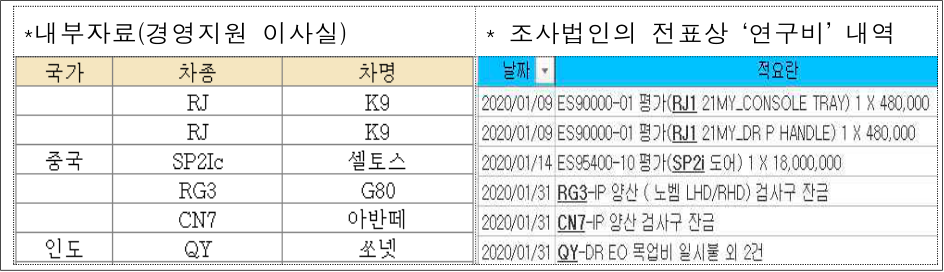 *내부자료(경영지원 이사실)
국가 차종 차명
RJ K9
RJ K9
중국 SP2Ic 셀토스
RG3 G80
CN7 아반떼
인도 QY 쏘넷
* 조사법인의 전표상 ‘연구비’ 내역
날짜 적요란
2020/01/09 ES90000-01 평가(RJ1 21MY_CONSOLE TRAY) 1 X 480,000
2020/01/09 ES90000-01 평가(RJ1 21MY_DR P HANDLE) 1 X 480,000
2020/01/14 ES95400-10 평가(SP2i 도어) 1 X 18,000,000
2020/01/31 RG3-IP 양산 ( 노벰 LHD/RHD) 검사구 잔금
2020/01/31 CN7-IP 양산 검사구 잔금
2020/01/31 QY-DR EO 목업비 일시불 외 2건